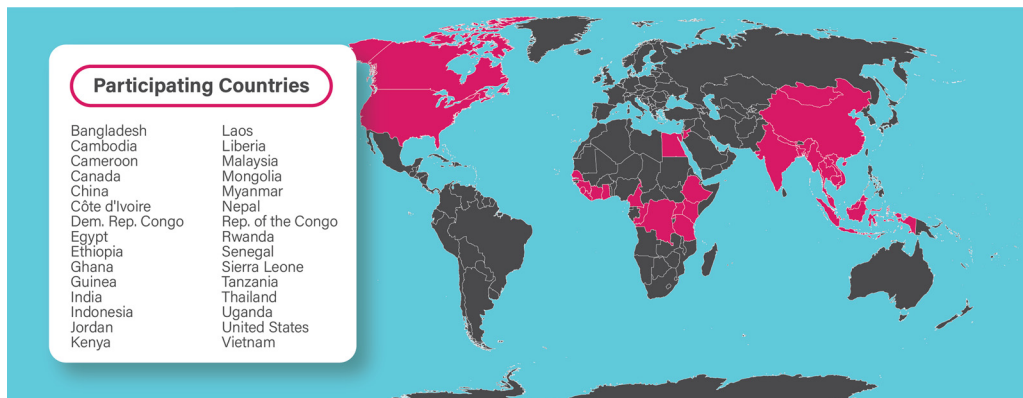 Participating Countries
Bangladesh
Cambodia
Cameroon
Canada
China
Côte d'Ivoire
Dem. Rep. Congo
Egypt
Ethiopia
Ghana
Guinea
India
Indonesia
Jordan
Kenya
Laos
Liberia
Malaysia
Mongolia
Myanmar
Nepal
Rep. of the Congo
Rwanda
Senegal
Sierra Leone
Tanzania
Thailand
Uganda
United States
Vietnam